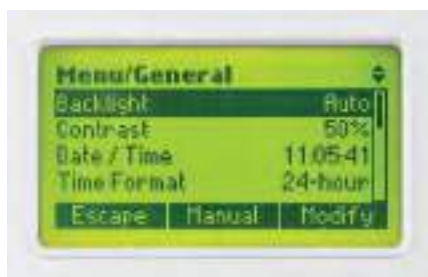 Menu/General
Backlight Auto
Contrast 50%
Date / Time 11:05:41
Time Format 24-hour
Escape Manual Modify